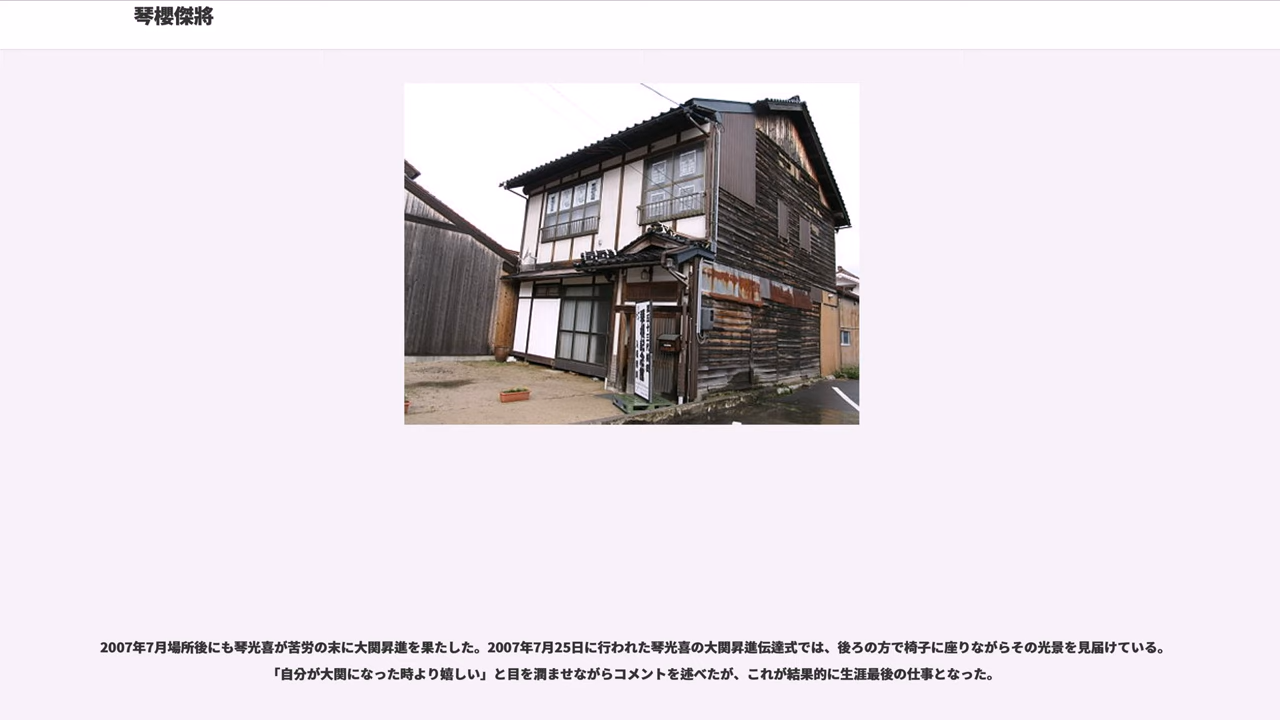 琴櫻傑將
2007年7月場所後にも琴光喜が苦労の末に大関昇進を果たした。2007年7月25日に行われた琴光喜の大関昇進伝達式では、後ろの方で椅子に座りながらその光景を見届けている。
「自分が大関になった時より嬉しい」と目を潤ませながらコメントを述べたが、これが結果的に生涯最後の仕事となった。